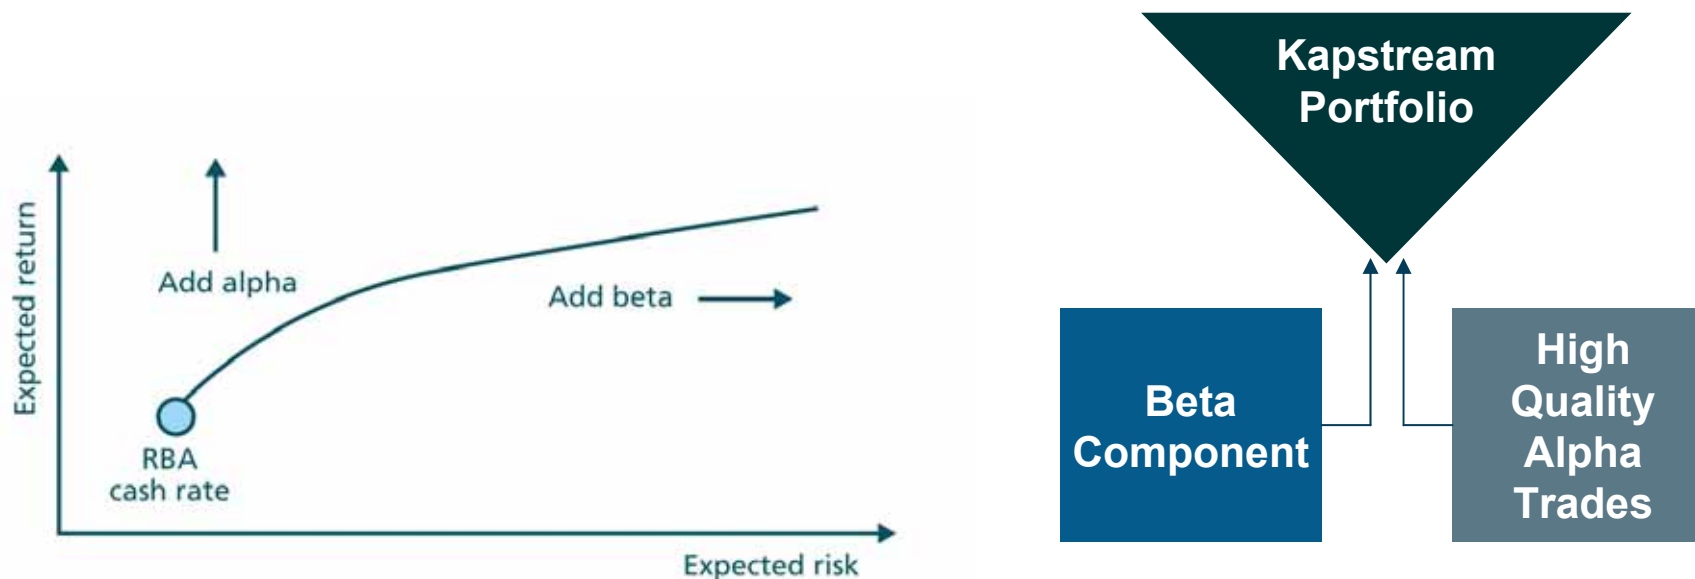 Expected return
Add alpha
Add beta
RBA
cash rate
Expected risk
Kapstream
Portfolio
Beta
Component
High
Quality
Alpha
Trades